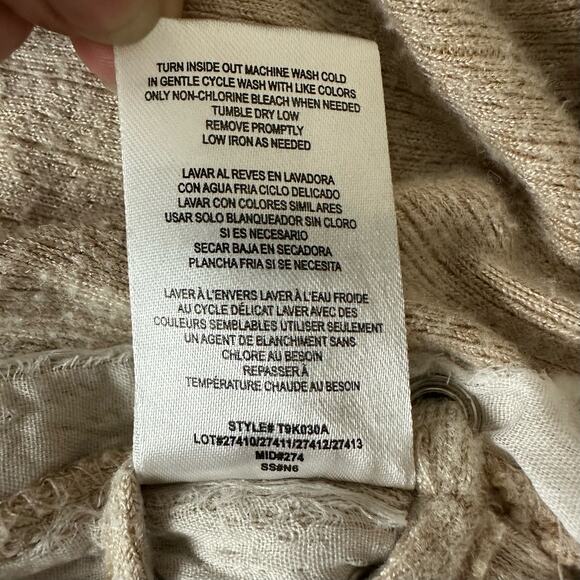 TURN INSIDE OUT MACHINE WASH COLD
IN GENTLE CYCLE WASH WITH LIKE COLORS
ONLY NON-CHLORINE BLEACH WHEN NEEDED
TUMBLE DRY LOW
REMOVE PROMPTLY
LOW IRON AS NEEDED
LAVAR AL REVES EN LAVADORA
CON AGUA FRIA CICLO DELICADO
LAVAR CON COLORES SIMILARES
USAR SOLO BLANQUEADOR SIN CLORO
SI ES NECESARIO
SECAR BAJA EN SECADORA
PLANCHA FRIA SI SE NECESITA
LAVER À L'ENVERS LAVER À L'EAU FROIDE
AU CYCLE DÉLICAT LAVER AVEC DES
COULEURS SEMBLABLES UTILISER SEULEMENT
UN AGENT DE BLANCHIMENT SANS
CHLORE AU BESOIN
REPASSER À
TEMPÉRATURE CHAUDE AU BESOIN
STYLE# T9K030A
LOT#27410/27411/27412/27413
MID#274
SS#N6